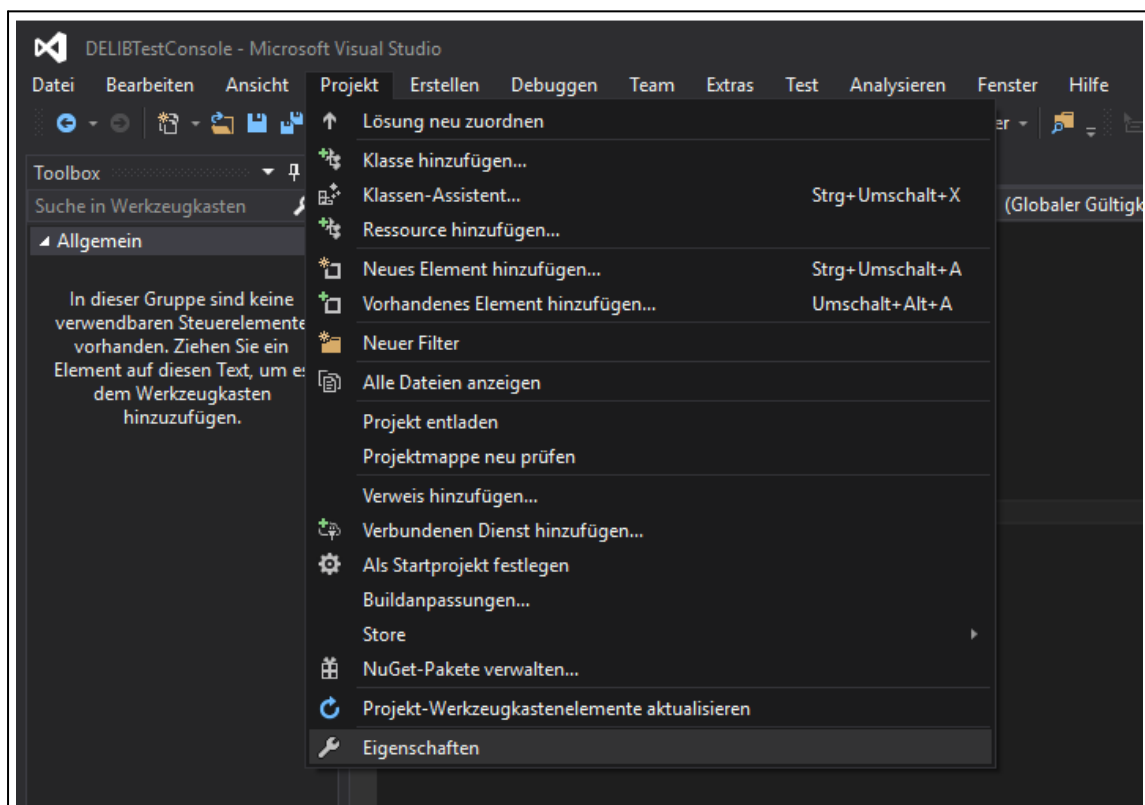 DELIBTestConsole - Microsoft Visual Studio
Datei Bearbeiten Ansicht Projekt Erstellen Debuggen Team Extras Test Analysieren Fenster Hilfe
Lösung neu zuordnen
Klasse hinzufügen...
Klassen-Assistent... Strg+Umschalt+X
Ressource hinzufügen...
Neues Element hinzufügen... Strg+Umschalt+A
Vorhandenes Element hinzufügen... Umschalt+Alt+A
Neuer Filter
Alle Dateien anzeigen
Projekt entladen
Projektmappe neu prüfen
Verweis hinzufügen...
Verbundenen Dienst hinzufügen...
Als Startprojekt festlegen
Buildanpassungen...
Store
NuGet-Pakete verwalten...
Projekt-Werkzeugkastenelemente aktualisieren
Eigenschaften
Toolbox
Suche in Werkzeugkasten
Allgemein
In dieser Gruppe sind keine
verwendbaren Steuerelemente
vorhanden. Ziehen Sie ein
Element auf diesen Text, um es
dem Werkzeugkasten
hinzuzufügen.
er
(Globaler Gültigk